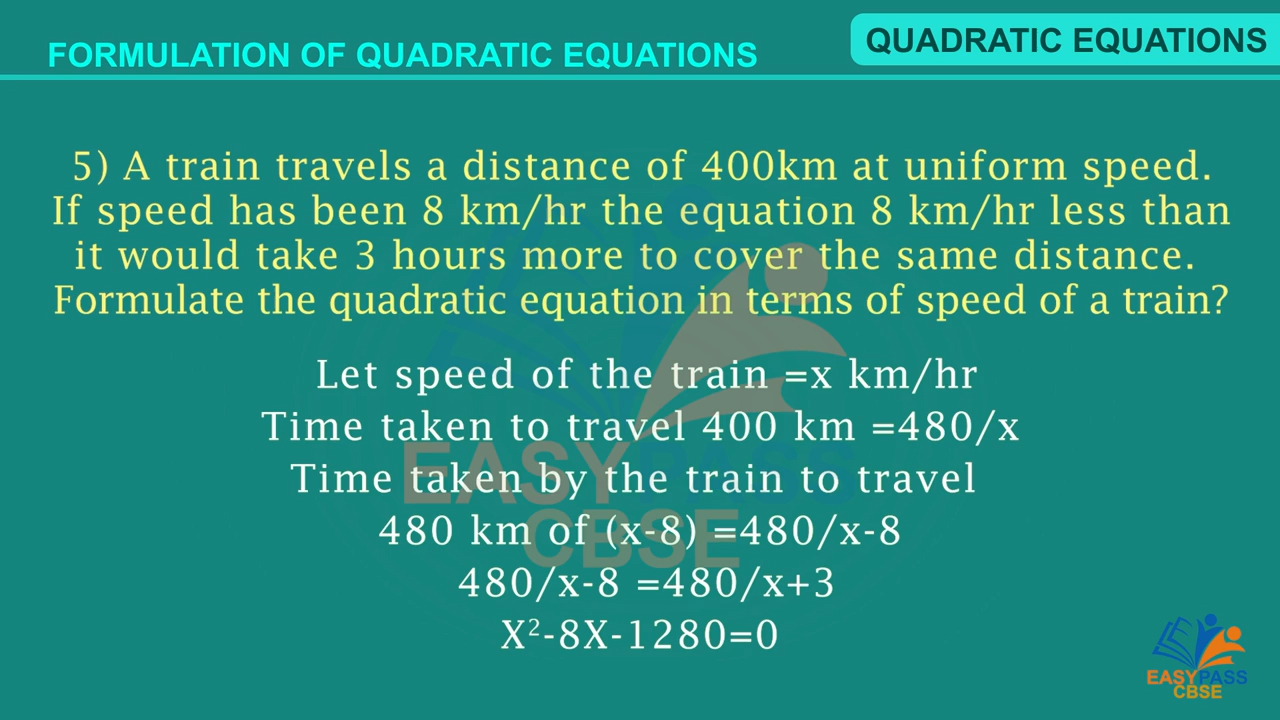 FORMULATION OF QUADRATIC EQUATIONS
QUADRATIC EQUATIONS
5) A train travels a distance of 400km at uniform speed.
If speed has been 8 km/hr the equation 8 km/hr less than
it would take 3 hours more to cover the same distance.
Formulate the quadratic equation in terms of speed of a train?
Let speed of the train =x km/hr
Time taken to travel 400 km =480/x
Time taken by the train to travel
480 km of (x-8) =480/x-8
480/x-8 =480/x+3
X²-8X-1280=0
EASYPASS
CBSE
EASYPASS
CBSE